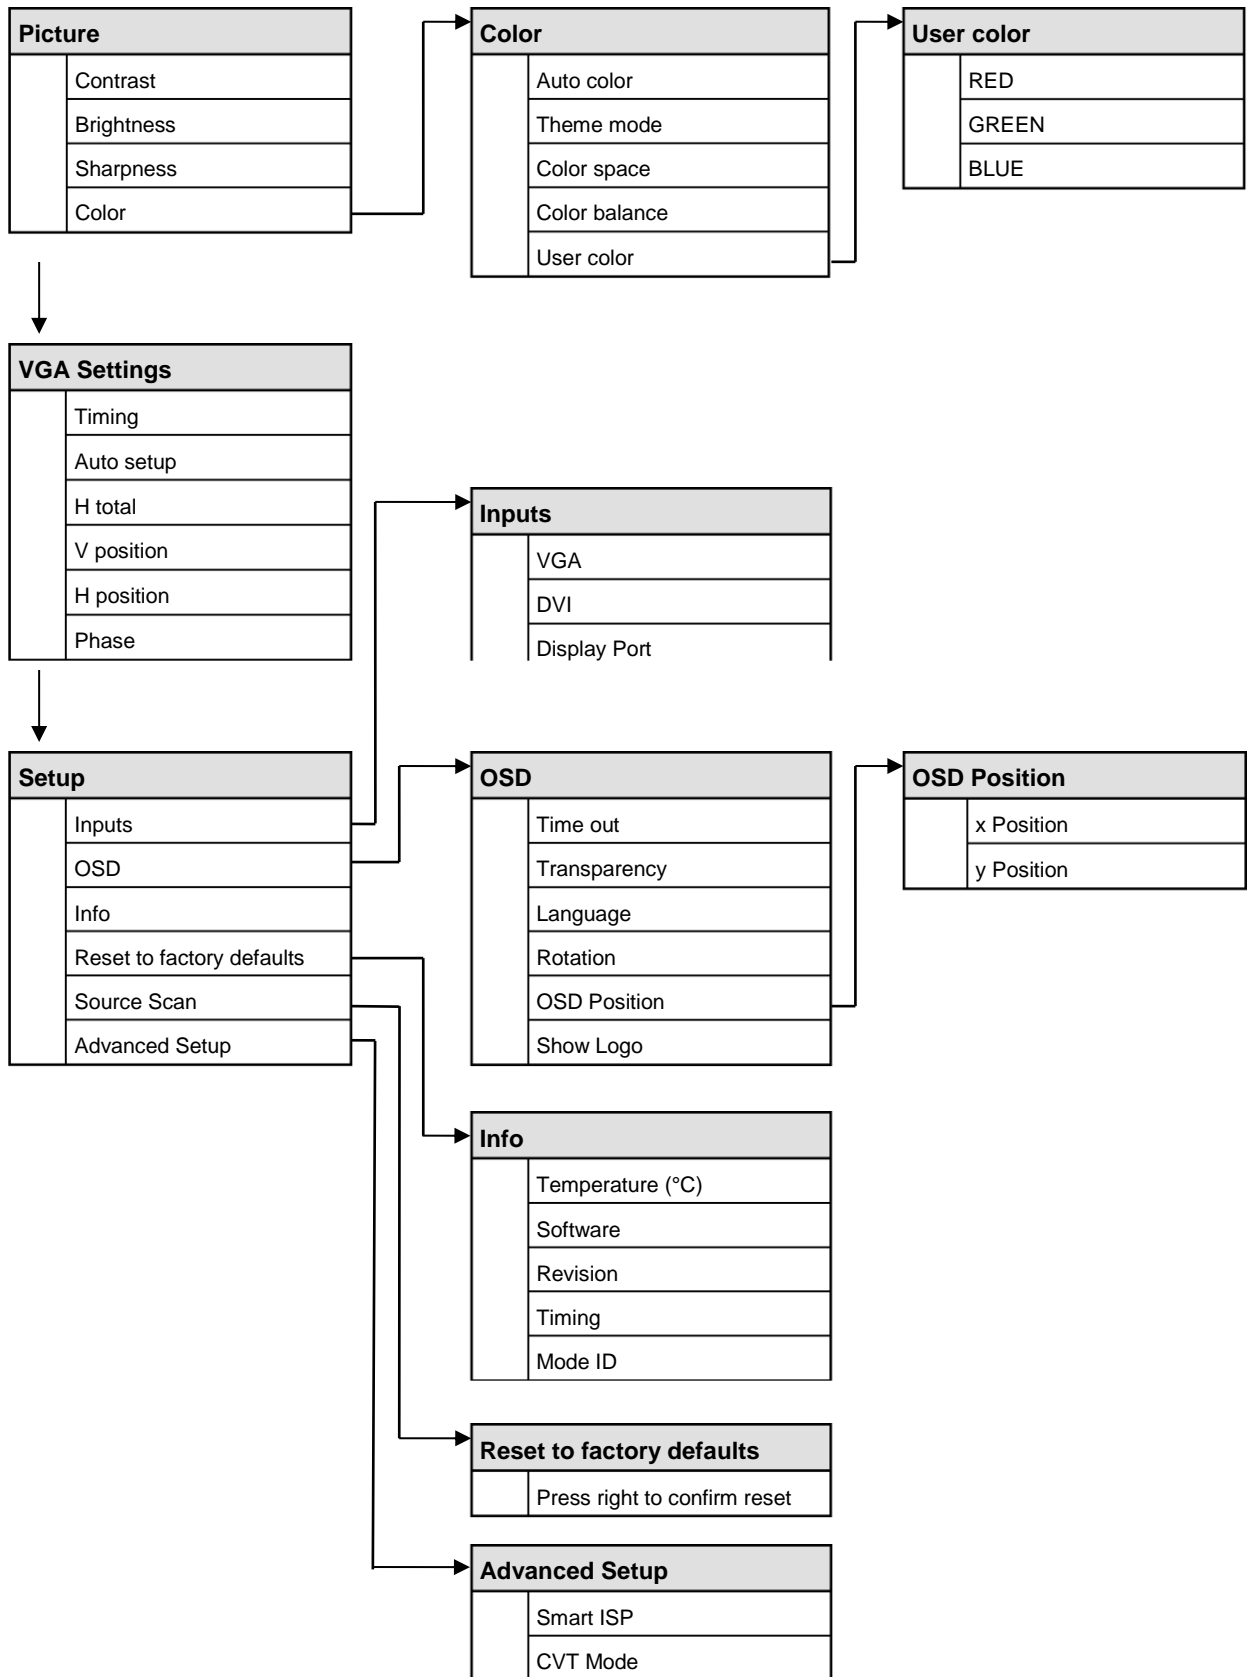 Picture
Contrast
Brightness
Sharpness
Color
Color
Auto color
Theme mode
Color space
Color balance
User color
User color
RED
GREEN
BLUE
VGA Settings
Timing
Auto setup
H total
V position
H position
Phase
Inputs
VGA
DVI
Display Port
Setup
Inputs
OSD
Info
Reset to factory defaults
Source Scan
Advanced Setup
OSD
Time out
Transparency
Language
Rotation
OSD Position
Show Logo
OSD Position
x Position
y Position
Info
Temperature (°C)
Software
Revision
Timing
Mode ID
Reset to factory defaults
Press right to confirm reset
Advanced Setup
Smart ISP
CVT Mode